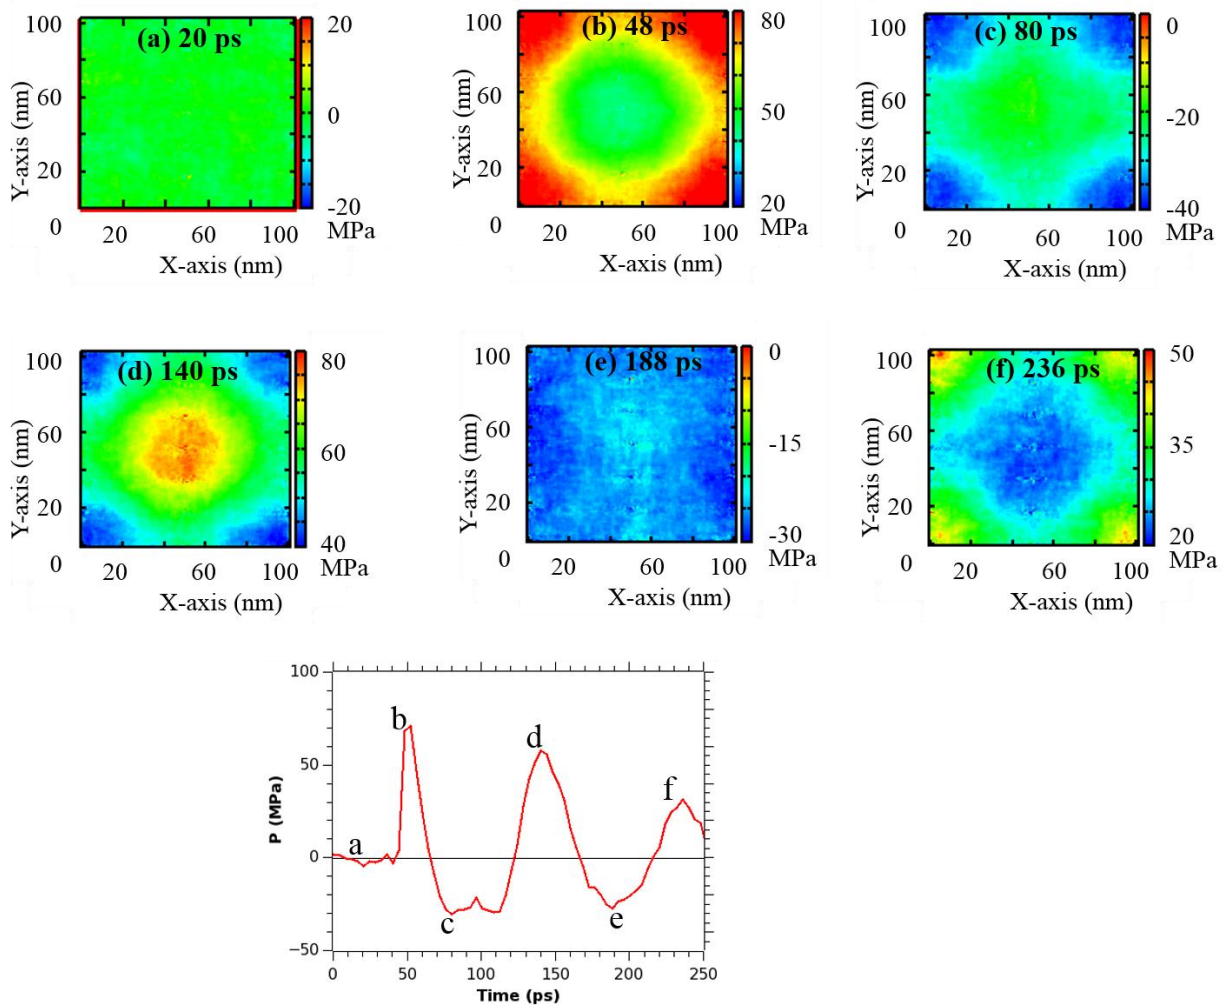 (a) 20 ps
100
60
20
0
20
60
100
Y-axis (nm)
X-axis (nm)
20
0
-20
MPa
(b) 48 ps
100
60
20
0
20
60
100
Y-axis (nm)
X-axis (nm)
80
50
20
MPa
(c) 80 ps
100
60
20
0
20
60
100
Y-axis (nm)
X-axis (nm)
0
-20
-40
MPa
(d) 140 ps
100
60
20
0
20
60
100
Y-axis (nm)
X-axis (nm)
80
60
40
MPa
(e) 188 ps
100
60
20
0
20
60
100
Y-axis (nm)
X-axis (nm)
0
-15
-30
MPa
(f) 236 ps
100
60
20
0
20
60
100
Y-axis (nm)
X-axis (nm)
50
35
20
MPa
100
50
0
−50
P (MPa)
a
b
c
d
e
f
0
50
100
150
200
250
Time (ps)